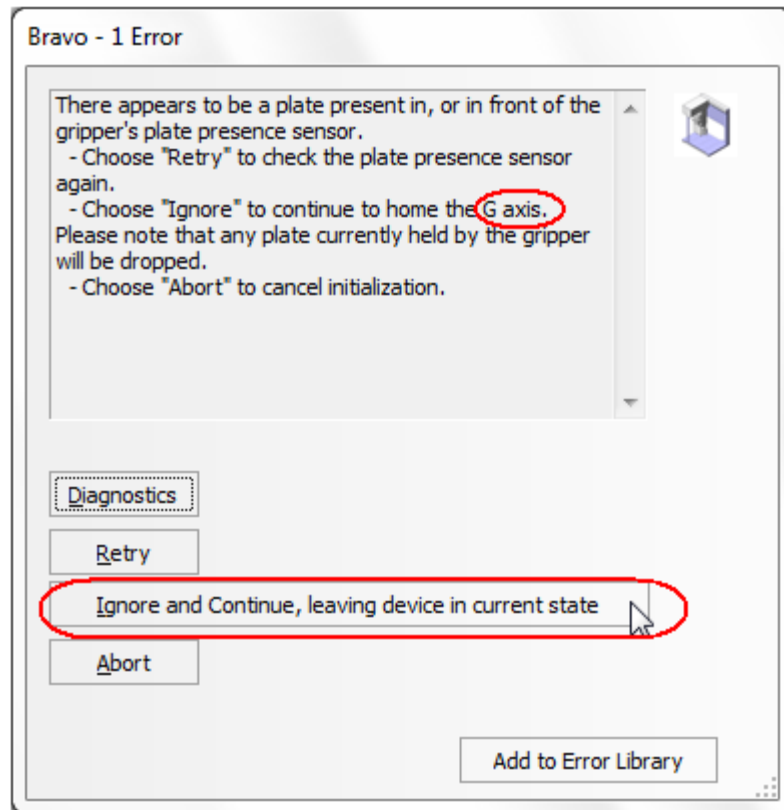 Bravo - 1 Error
There appears to be a plate present in, or in front of the
gripper's plate presence sensor.
- Choose "Retry" to check the plate presence sensor
again.
- Choose "Ignore" to continue to home the G axis.
Please note that any plate currently held by the gripper
will be dropped.
- Choose "Abort" to cancel initialization.
Diagnostics
Retry
Ignore and Continue, leaving device in current state
Abort
Add to Error Library